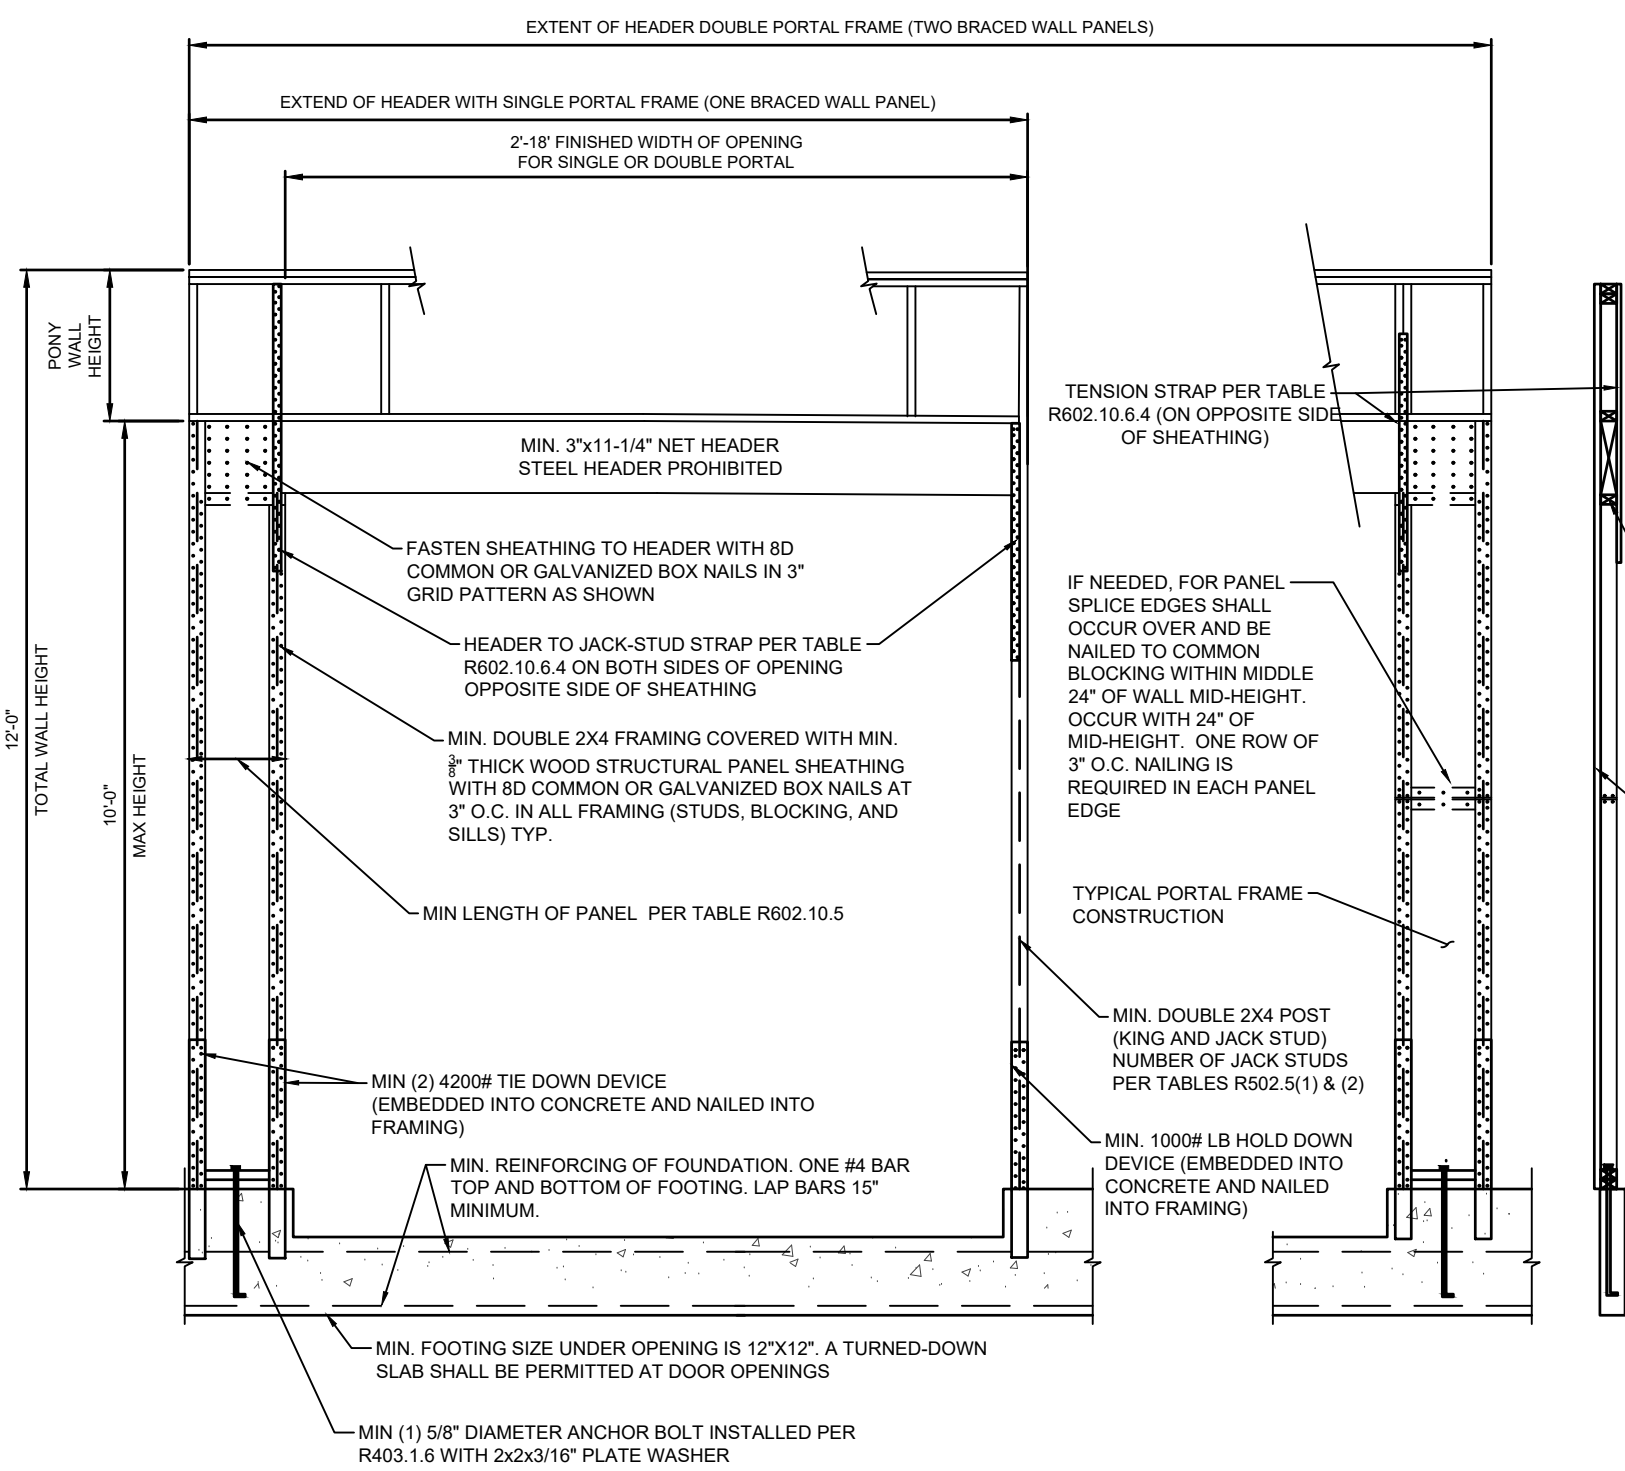 EXTENT OF HEADER DOUBLE PORTAL FRAME (TWO BRACED WALL PANELS)
EXTEND OF HEADER WITH SINGLE PORTAL FRAME (ONE BRACED WALL PANEL)
2'-18' FINISHED WIDTH OF OPENING
FOR SINGLE OR DOUBLE PORTAL
PONY
WALL
HEIGHT
12'-0"
TOTAL WALL HEIGHT
10'-0"
MAX HEIGHT
MIN. 3"x11-1/4" NET HEADER
STEEL HEADER PROHIBITED
TENSION STRAP PER TABLE
R602.10.6.4 (ON OPPOSITE SIDE
OF SHEATHING)
FASTEN SHEATHING TO HEADER WITH 8D
COMMON OR GALVANIZED BOX NAILS IN 3"
GRID PATTERN AS SHOWN
HEADER TO JACK-STUD STRAP PER TABLE
R602.10.6.4 ON BOTH SIDES OF OPENING
OPPOSITE SIDE OF SHEATHING
MIN. DOUBLE 2X4 FRAMING COVERED WITH MIN.
3/8" THICK WOOD STRUCTURAL PANEL SHEATHING
WITH 8D COMMON OR GALVANIZED BOX NAILS AT
3" O.C. IN ALL FRAMING (STUDS, BLOCKING, AND
SILLS) TYP.
IF NEEDED, FOR PANEL
SPLICE EDGES SHALL
OCCUR OVER AND BE
NAILED TO COMMON
BLOCKING WITHIN MIDDLE
24" OF WALL MID-HEIGHT.
OCCUR WITH 24" OF
MID-HEIGHT. ONE ROW OF
3" O.C. NAILING IS
REQUIRED IN EACH PANEL
EDGE
MIN LENGTH OF PANEL PER TABLE R602.10.5
TYPICAL PORTAL FRAME
CONSTRUCTION
MIN. DOUBLE 2X4 POST
(KING AND JACK STUD)
NUMBER OF JACK STUDS
PER TABLES R502.5(1) & (2)
MIN (2) 4200# TIE DOWN DEVICE
(EMBEDDED INTO CONCRETE AND NAILED INTO
FRAMING)
MIN. 1000# LB HOLD DOWN
DEVICE (EMBEDDED INTO
CONCRETE AND NAILED
INTO FRAMING)
MIN. REINFORCING OF FOUNDATION. ONE #4 BAR
TOP AND BOTTOM OF FOOTING. LAP BARS 15"
MINIMUM.
MIN. FOOTING SIZE UNDER OPENING IS 12"X12". A TURNED-DOWN
SLAB SHALL BE PERMITTED AT DOOR OPENINGS
MIN (1) 5/8" DIAMETER ANCHOR BOLT INSTALLED PER
R403.1.6 WITH 2x2x3/16" PLATE WASHER